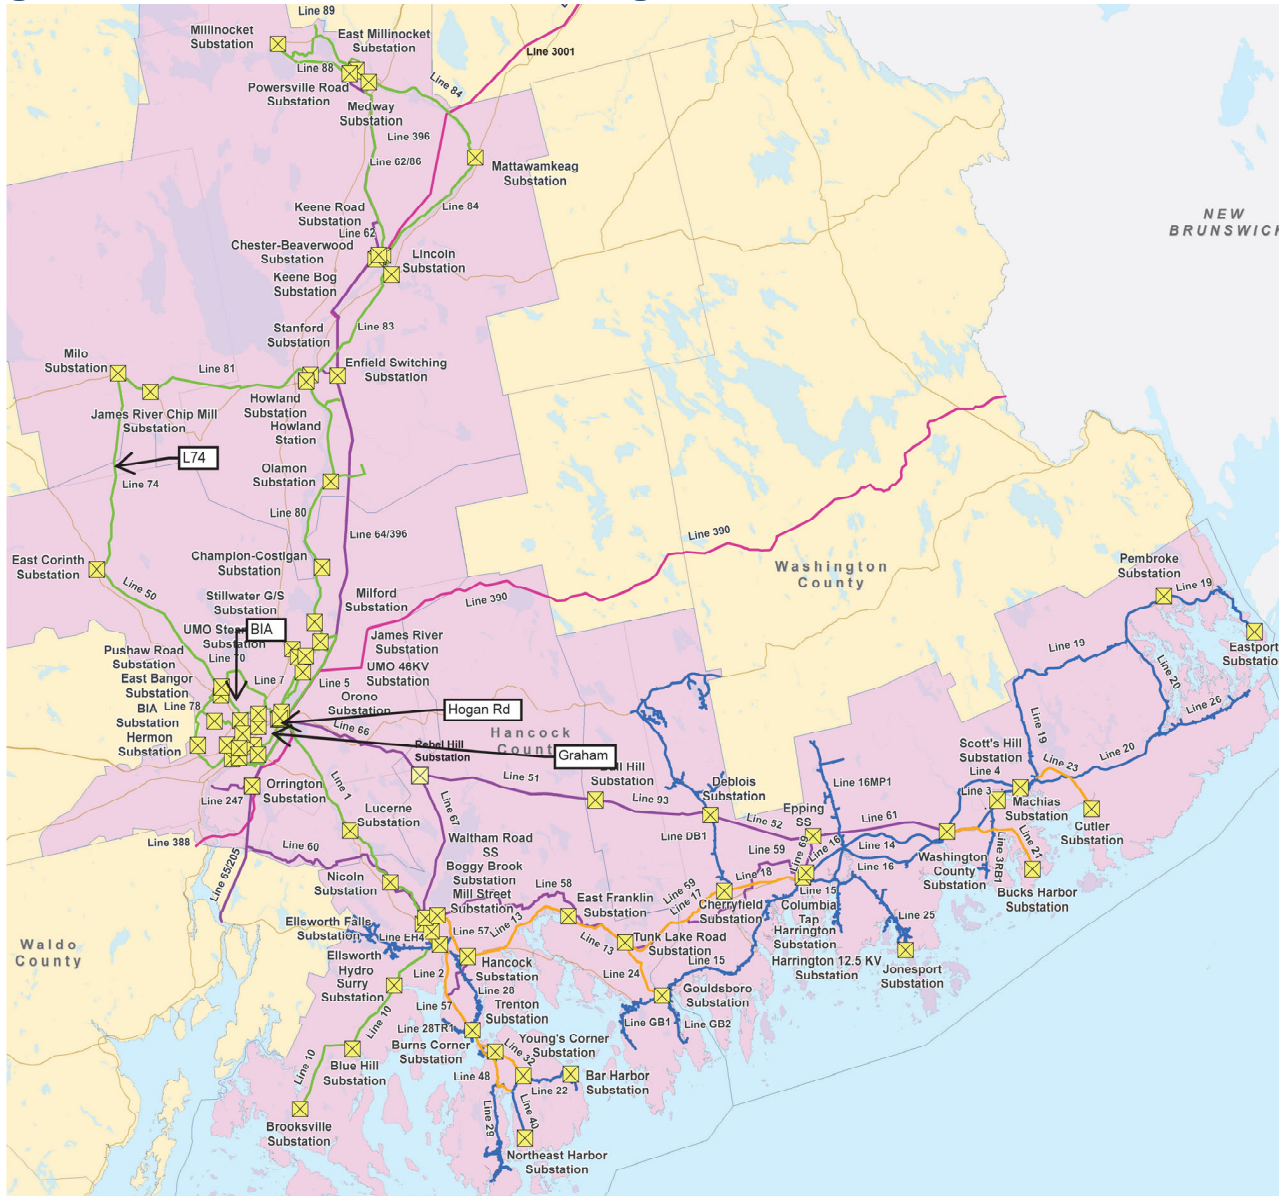 Line 89
Millinocket
Substation
East Millinocket
Substation
Line 3001
Line 88
Powersville Road
Substation
Line 84
Medway
Substation
Line 396
Line 62/86
Mattawamkeag
Substation
Keene Road
Substation
Line 84
NEW
BRUNSWICK
Line 62
Chester-Beaverwood
Substation
Lincoln
Substation
Keene Bog
Substation
Stanford
Substation
Line 83
Milo
Substation
Line 81
Enfield Switching
Substation
James River Chip Mill
Substation
Howland
Substation
Howland
Station
L74
Line 74
Olamon
Substation
Line 80
Line 64/396
Line 390
East Corinth
Substation
Champion-Costigan
Substation
Washington
County
Pembroke
Substation
Line 19
Line 50
Stillwater G/S
Substation
Milford
Substation
Line 390
UMO
Substation
BIA
James River
Substation
Eastport
Line 19
Pushaw Road
Substation
Line 70
UMO 46KV
Substation
East Bangor
Substation
Line 7
Line 5
Line 20
Orono
Substation
BIA
Substation
Line 78
Line 26
Hogan Rd
Line 66
Hermon
Substation
Hancock
Graham
Rebel Hill
Substation
Line 19
Line 20
Scott's Hill
Substation
Line 23
Substation
Line 51
Line 93
Deblois
Substation
Line 16MP1
Line 4
Orrington
Substation
Line 247
Line 1
Line 3
Machias
Substation
Epping
SS
Lucerne
Substation
Line 67
Line 52
Line 61
Cutler
Substation
Line DB1
Line 388
Waltham Road
SS
Line 60
Line 59
Line 69
Line 16
Line 14
Line 3RB1
Line 21
Washington
County
Substation
Line 65/205
Boggy Brook
Substation
Nicoln
Substation
Mill Street
Substation
Line 58
Line 59
Line 17
Line 18
Line 16
Line 15
Bucks Harbor
Substation
East Franklin
Substation
Cherryfield
Substation
Columbia
Tap
Line 25
Ellsworth Falls
Substation
Line EH4
Line 57
Line 13
Line 13
Tunk Lake Road
Substation
Harrington
Substation
Waldo
County
Ellsworth
Hydro
Line 2
Hancock
Substation
Line 24
Line 15
Harrington 12.5 KV
Substation
Jonesport
Substation
Surry
Substation
Line 28
Gouldsboro
Substation
Line 57
Trenton
Substation
Line 10
Line 28TR1
Line GB1
Line GB2
Burns Corner
Substation
Young's Corner
Substation
Line 32
Line 10
Blue Hill
Substation
Line 48
Line 22
Bar Harbor
Substation
Line 29
Line 40
Brooksville
Substation
Northeast Harbor
Substation